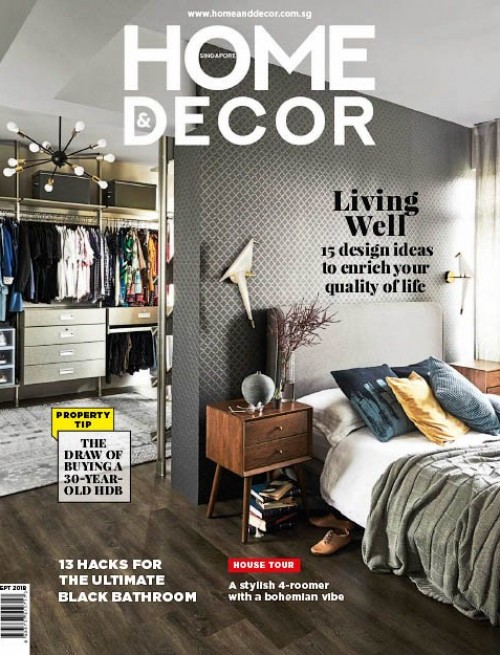 www.homeanddecor.com.sg
HOME
SINGAPORE
& DECOR
Living
Well
15 design ideas
to enrich your
quality of life
PROPERTY
TIP
THE
DRAW OF
BUYING A
30-YEAR-
OLD HDB
13 HACKS FOR
THE ULTIMATE
BLACK BATHROOM
HOUSE TOUR
A stylish 4-roomer
with a bohemian vibe
EPT 2018